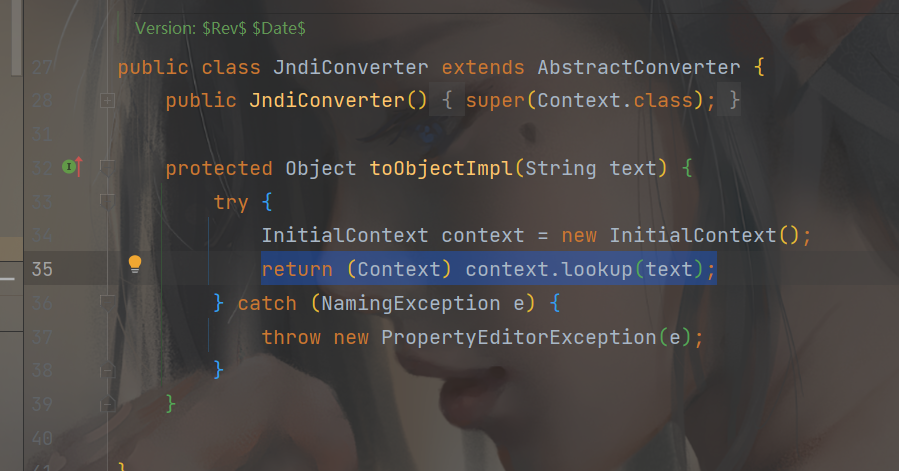 Version: $Rev$ $Date$
27 public class JndiConverter extends AbstractConverter {
28 public JndiConverter() { super(Context.class); }
31
32 protected Object toObjectImpl(String text) {
33 try {
34 InitialContext context = new InitialContext();
35 return (Context) context.lookup(text);
36 } catch (NamingException e) {
37 throw new PropertyEditorException(e);
38 }
39 }
40
41 }